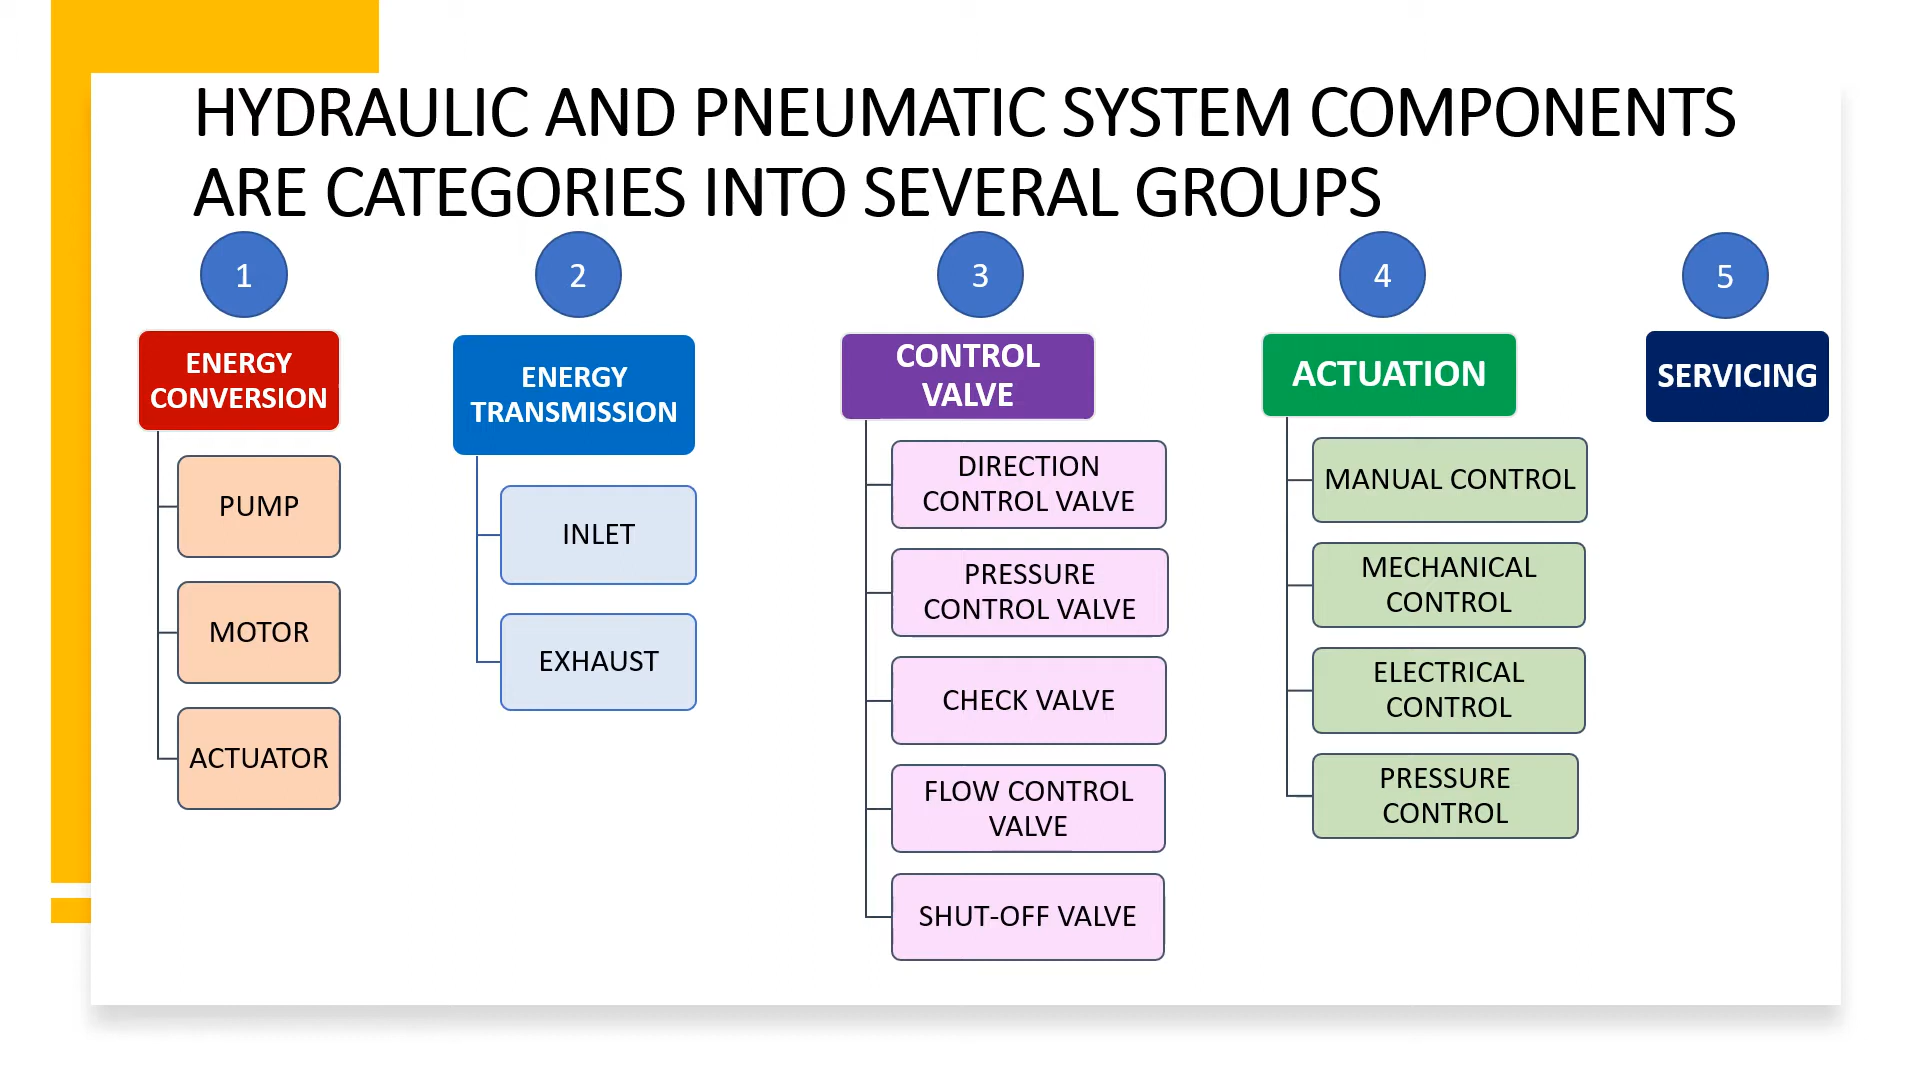 HYDRAULIC AND PNEUMATIC SYSTEM COMPONENTS
ARE CATEGORIES INTO SEVERAL GROUPS
1
ENERGY
CONVERSION
PUMP
MOTOR
ACTUATOR
2
ENERGY
TRANSMISSION
INLET
EXHAUST
3
CONTROL
VALVE
DIRECTION
CONTROL VALVE
PRESSURE
CONTROL VALVE
CHECK VALVE
FLOW CONTROL
VALVE
SHUT-OFF VALVE
4
ACTUATION
MANUAL CONTROL
MECHANICAL
CONTROL
ELECTRICAL
CONTROL
PRESSURE
CONTROL
5
SERVICING